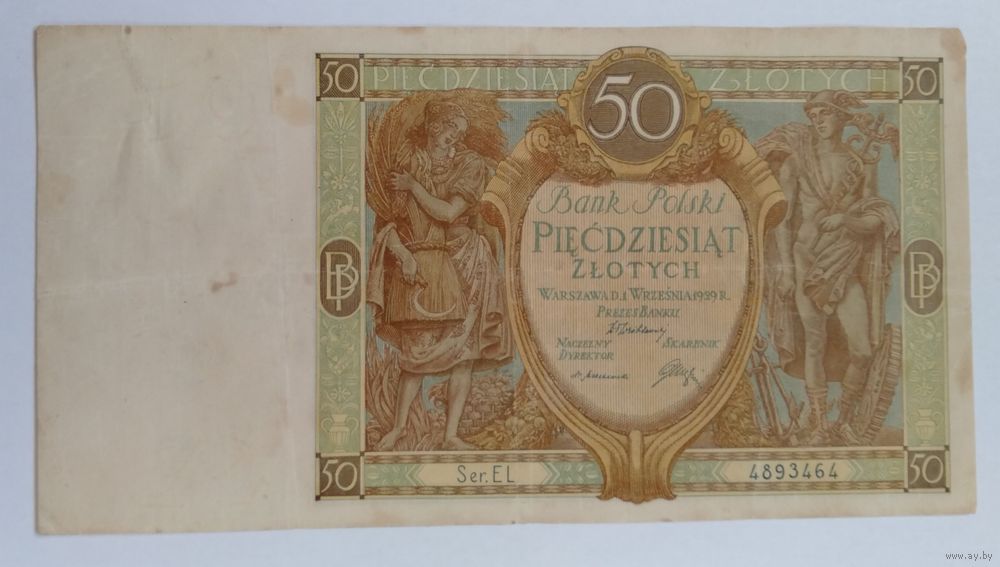 50 PIĘĆDZIESIĄT 50 ZŁOTYCH 50
Bank Polski
PIĘĆDZIESIĄT
ZŁOTYCH
WARSZAWA D. 1 WRZEŚNIA 1929 R.
PREZES BANKU
NACZELNY SKARBNIK
DYREKTOR
BP BP
50 Ser. EL 4893464 50
www.ay.by